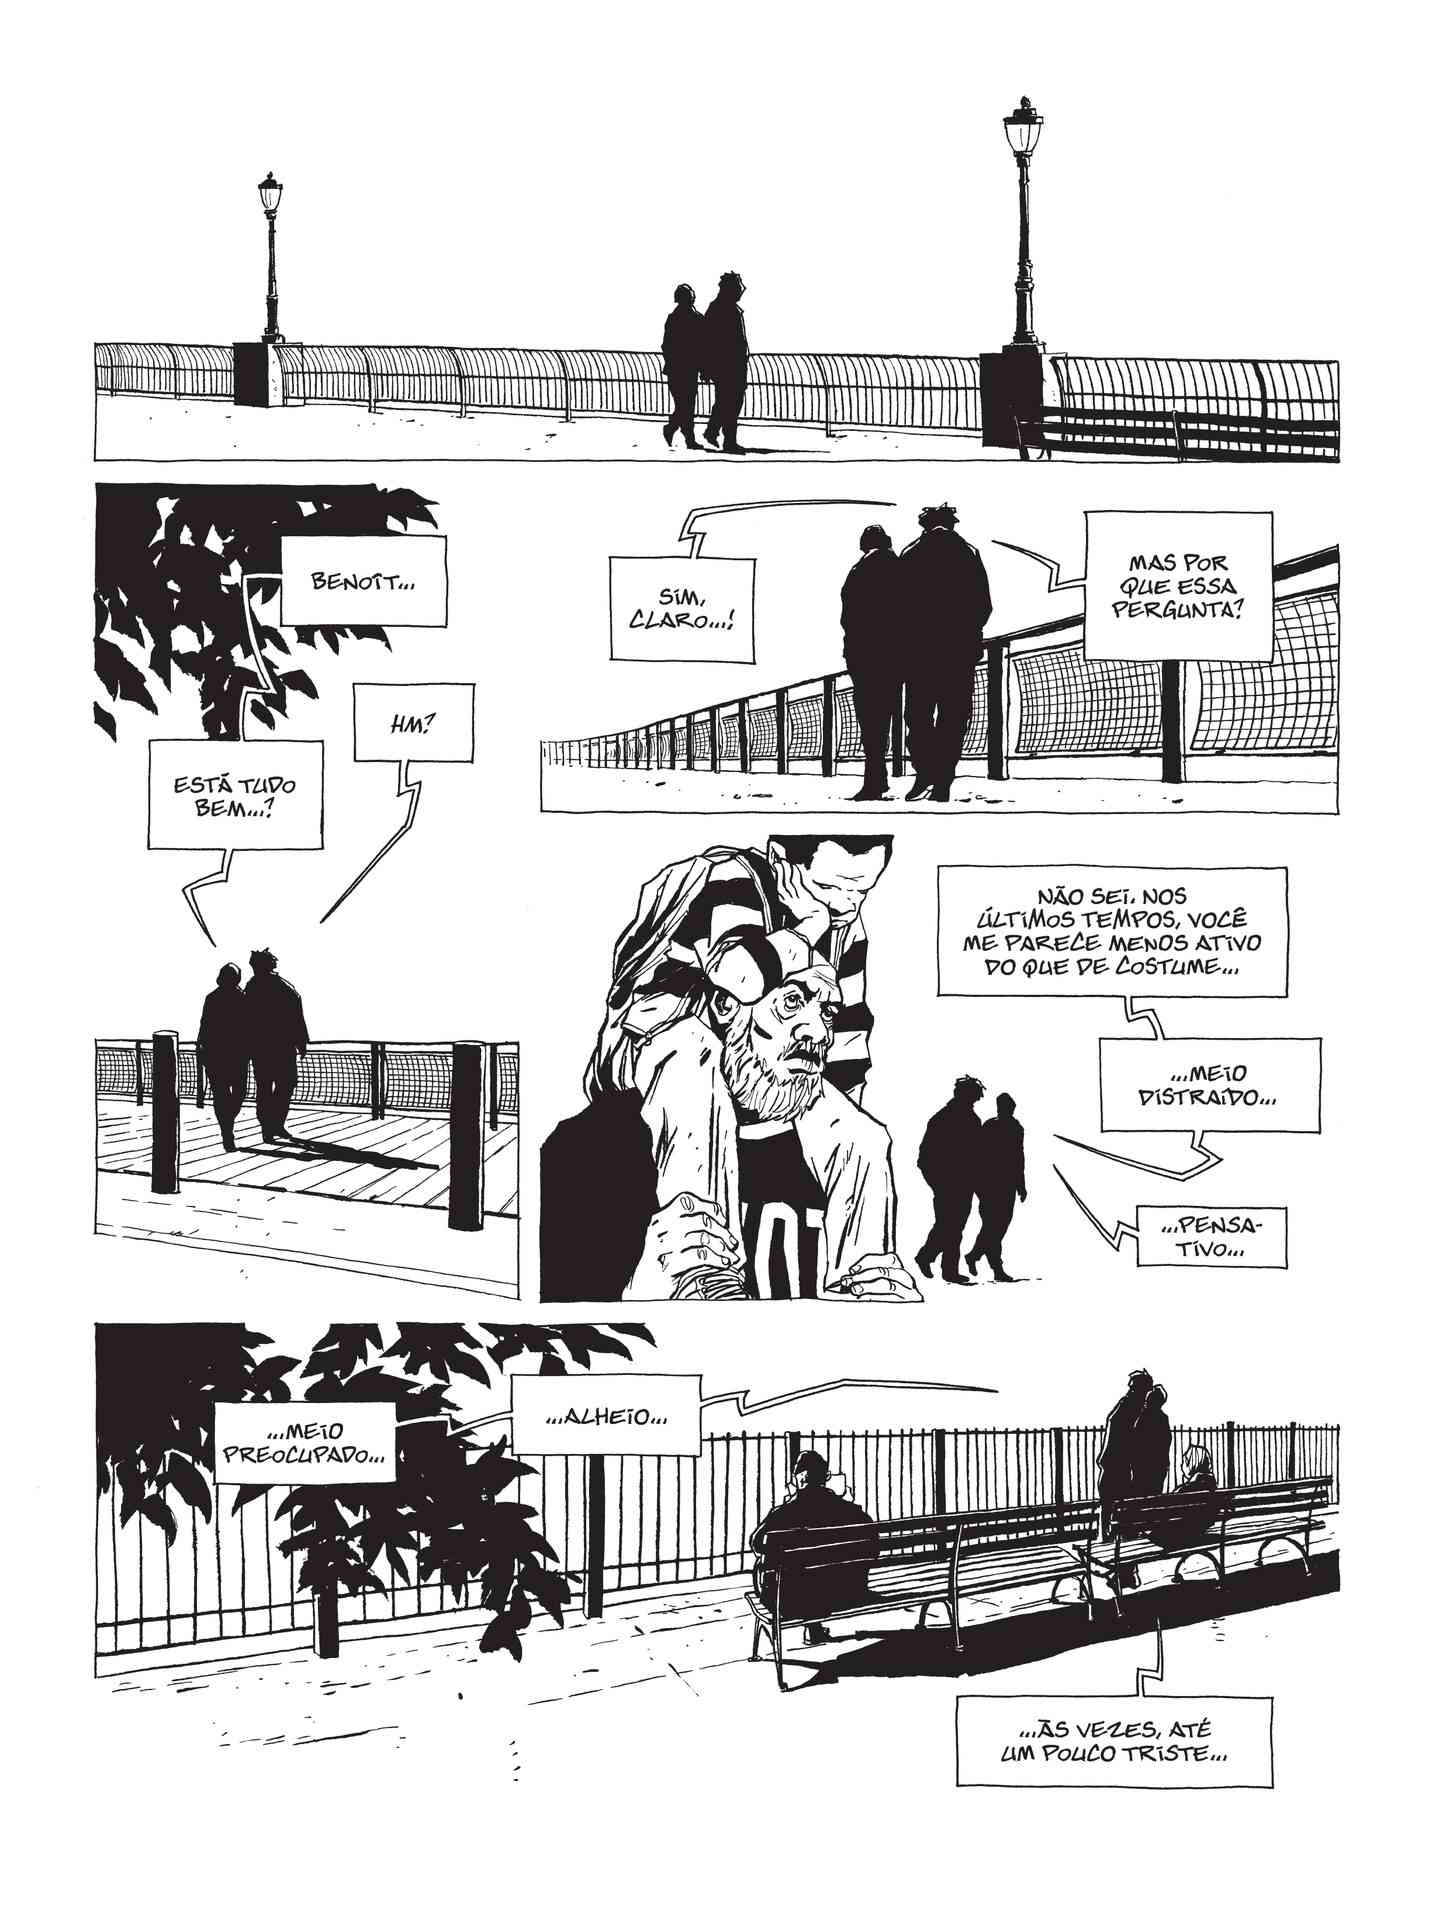 BENOÎT...
ESTÁ TUDO
BEM...?
HM?
SIM,
CLARO...!
MAS POR
QUE ESSA
PERGUNTA?
NÃO SEI. NOS
ÚLTIMOS TEMPOS, VOCÊ
ME PARECE MENOS ATIVO
DO QUE DE COSTUME...
...MEIO
DISTRAÍDO...
...PENSA-
TIVO...
...MEIO
PREOCUPADO...
...ALHEIO...
...ÀS VEZES, ATÉ
UM POUCO TRISTE...